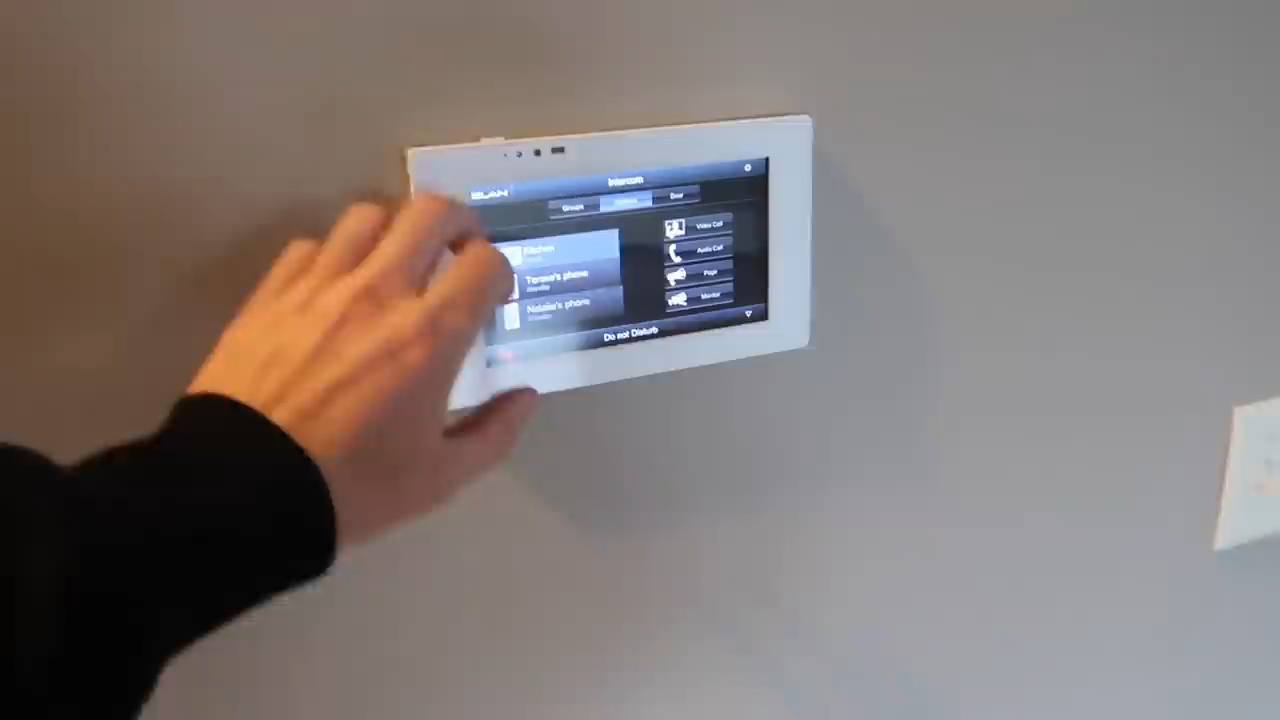 ELAN
Intercom
Groups
Door
Kitchen
Video Call
Audio Call
Teresa's phone
Page
Natalie's phone
Monitor
Do not Disturb